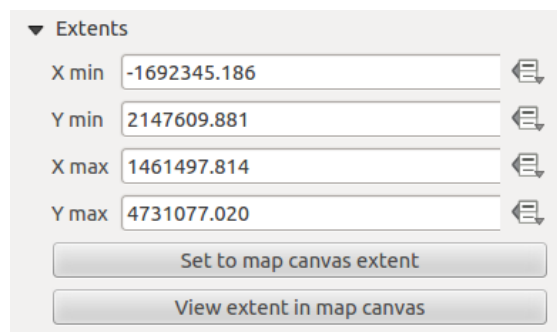 Extents
X min -1692345.186
Y min 2147609.881
X max 1461497.814
Y max 4731077.020
Set to map canvas extent
View extent in map canvas